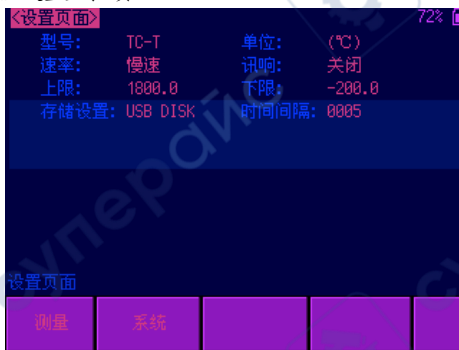 <设置页面> 72%
型号: TC-T 单位: (℃)
速率: 慢速 讯响: 关闭
上限: 1800.0 下限: -200.0
存储设置: USB DISK 时间间隔: 0005
设置页面
测量 系统